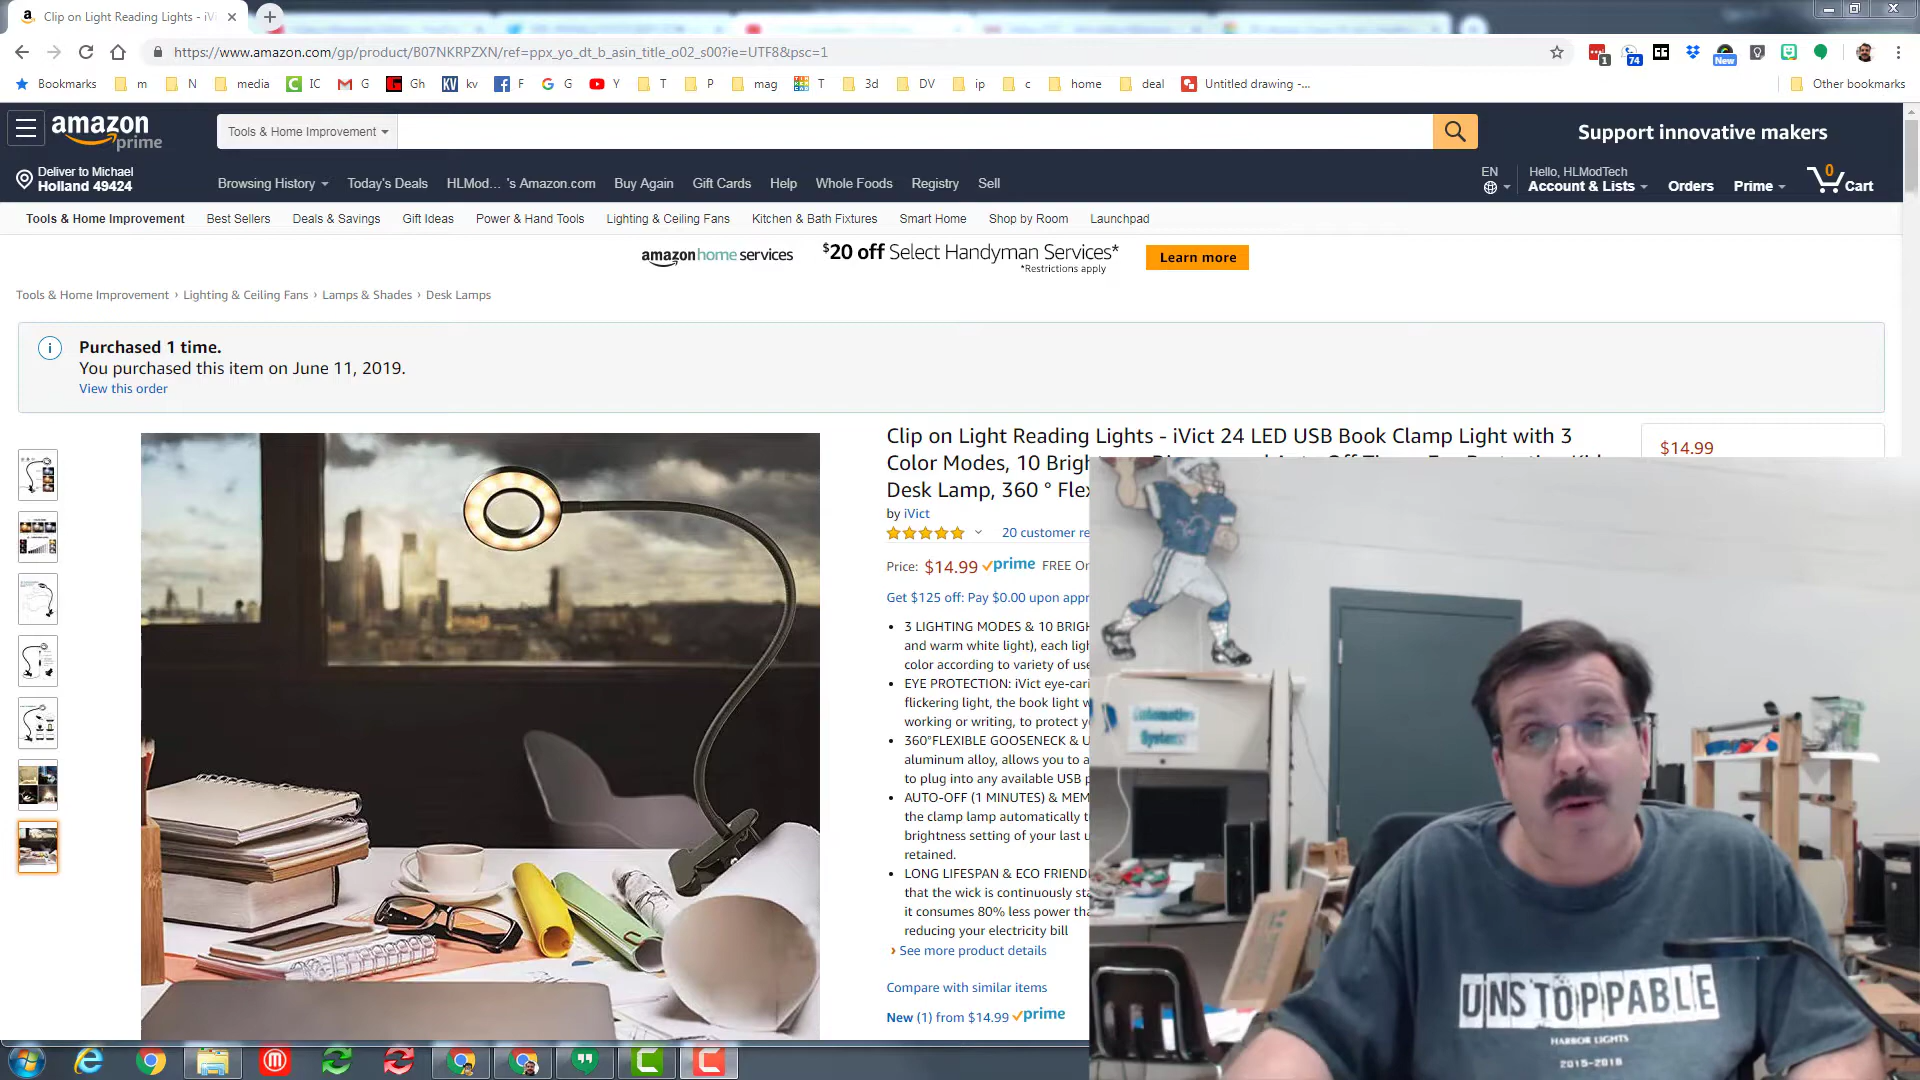 Clip on Light Reading Lights - iVi
https://www.amazon.com/gp/product/B07NKRPZXN/ref=ppx_yo_dt_b_asin_title_o02_s00?ie=UTF8&psc=1
1
74
New
Bookmarks m N media IC G Gh kv F G Y T P mag T 3d DV ip c home deal Untitled drawing -... Other bookmarks
amazon prime
Tools & Home Improvement
Support innovative makers
Deliver to Michael
Holland 49424
Browsing History Today's Deals HLMod... 's Amazon.com Buy Again Gift Cards Help Whole Foods Registry Sell
EN
Hello, HLModTech
Account & Lists Orders Prime 0 Cart
Tools & Home Improvement Best Sellers Deals & Savings Gift Ideas Power & Hand Tools Lighting & Ceiling Fans Kitchen & Bath Fixtures Smart Home Shop by Room Launchpad
amazon home services $20 off Select Handyman Services* Learn more
*Restrictions apply
Tools & Home Improvement › Lighting & Ceiling Fans › Lamps & Shades › Desk Lamps
Purchased 1 time.
You purchased this item on June 11, 2019.
View this order
Clip on Light Reading Lights - iVict 24 LED USB Book Clamp Light with 3
Color Modes, 10
Desk Lamp, 360 ° Fle
$14.99
by iVict
20 customer re
Price: $14.99 prime FREE On
Get $125 off: Pay $0.00 upon appr
3 LIGHTING MODES & 10 BRIGH
and warm white light), each ligh
color according to variety of use
EYE PROTECTION: iVict eye-cari
flickering light, the book light w
working or writing, to protect y
360°FLEXIBLE GOOSENECK & U
aluminum alloy, allows you to a
to plug into any available USB p
AUTO-OFF (1 MINUTES) & MEM
the clamp lamp automatically t
brightness setting of your last u
retained.
LONG LIFESPAN & ECO FRIEND
that the wick is continuously sta
it consumes 80% less power tha
reducing your electricity bill
› See more product details
Compare with similar items
New (1) from $14.99 prime
Automation
System
UNSTOPPABLE
HARBOR LIGHTS
2015-2016